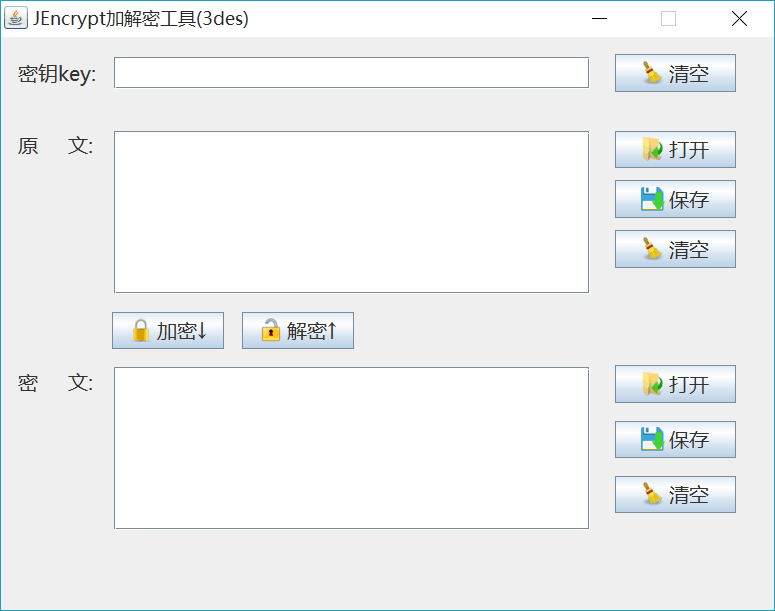 JEncrypt加解密工具(3des)
密钥key: 清空
原 文: 打开
保存
清空
加密↓ 解密↑
密 文: 打开
保存
清空